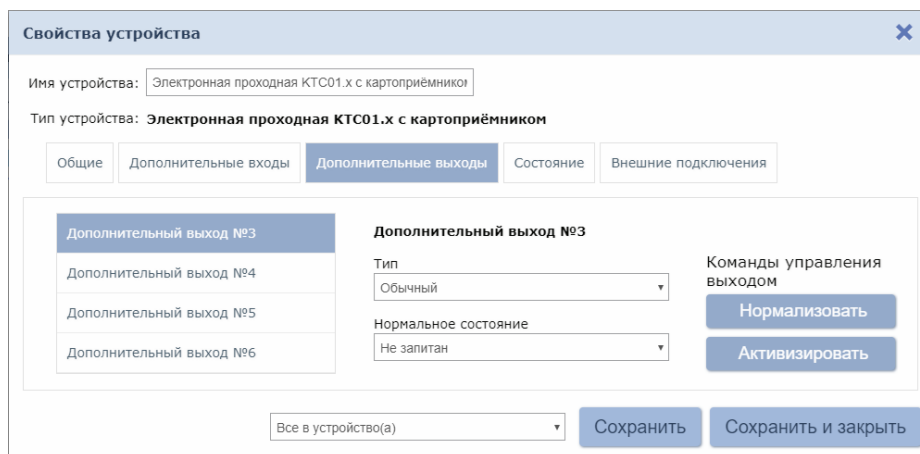 Свойства устройства
Имя устройства: Электронная проходная КТС01.x с картоприёмником
Тип устройства: Электронная проходная КТС01.x с картоприёмником
Общие Дополнительные входы Дополнительные выходы Состояние Внешние подключения
Дополнительный выход №3
Дополнительный выход №4
Дополнительный выход №5
Дополнительный выход №6
Дополнительный выход №3
Тип
Обычный
Нормальное состояние
Не запитан
Команды управления
выходом
Нормализовать
Активизировать
Все в устройство(а)
Сохранить
Сохранить и закрыть